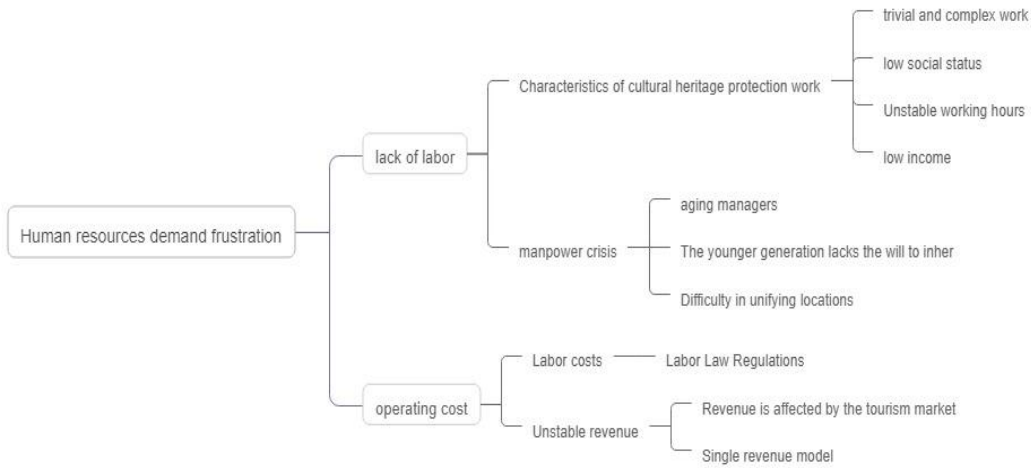 Human resources demand frustration
lack of labor
Characteristics of cultural heritage protection work
trivial and complex work
low social status
Unstable working hours
low income
manpower crisis
aging managers
The younger generation lacks the will to inher
Difficulty in unifying locations
operating cost
Labor costs
Labor Law Regulations
Unstable revenue
Revenue is affected by the tourism market
Single revenue model